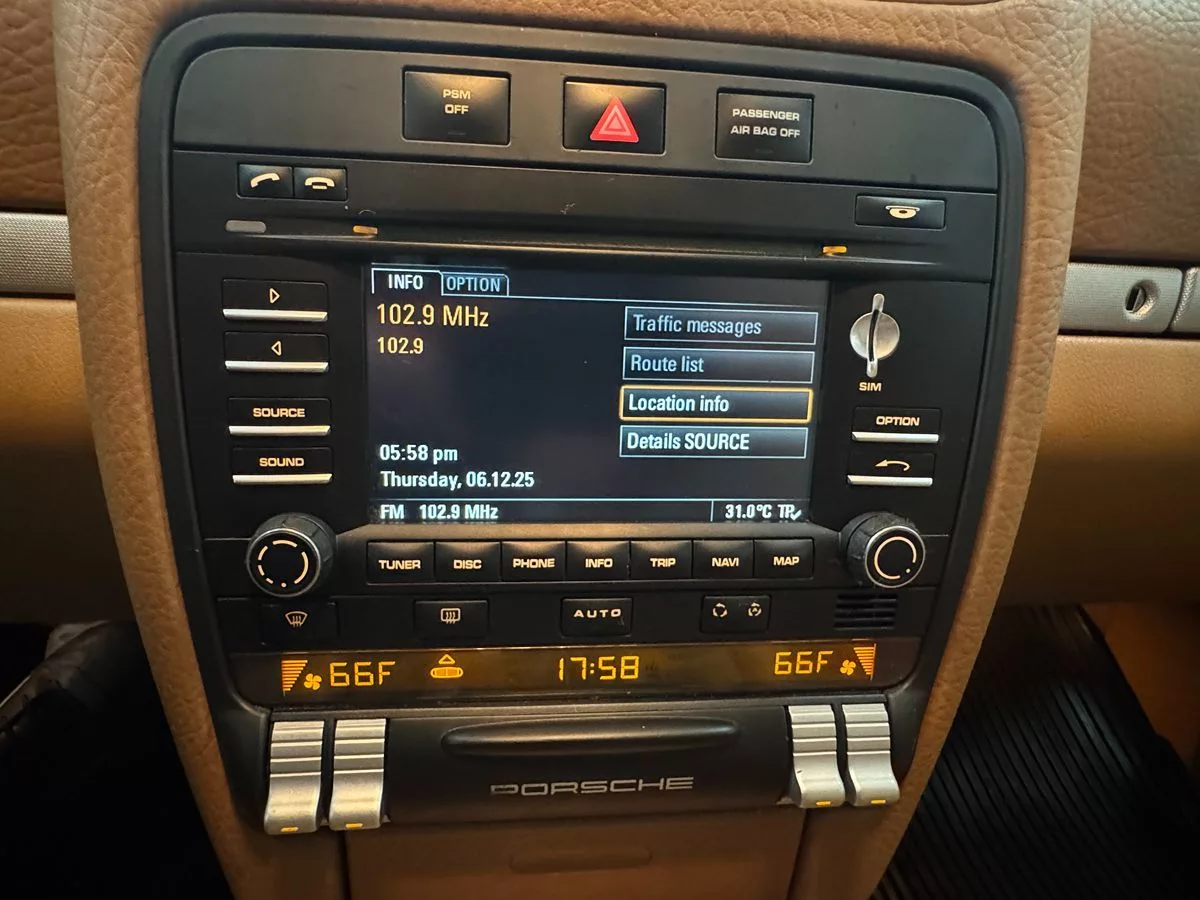 PSM
OFF
PASSENGER
AIR BAG OFF
INFO OPTION
102.9 MHz
102.9
Traffic messages
Route list
Location info
Details SOURCE
05:58 pm
Thursday, 06.12.25
FM 102.9 MHz 31.0°C TP
SOURCE
SOUND
SIM
OPTION
TUNER DISC PHONE INFO TRIP NAVI MAP
AUTO
66F 17:58 66F
PORSCHE